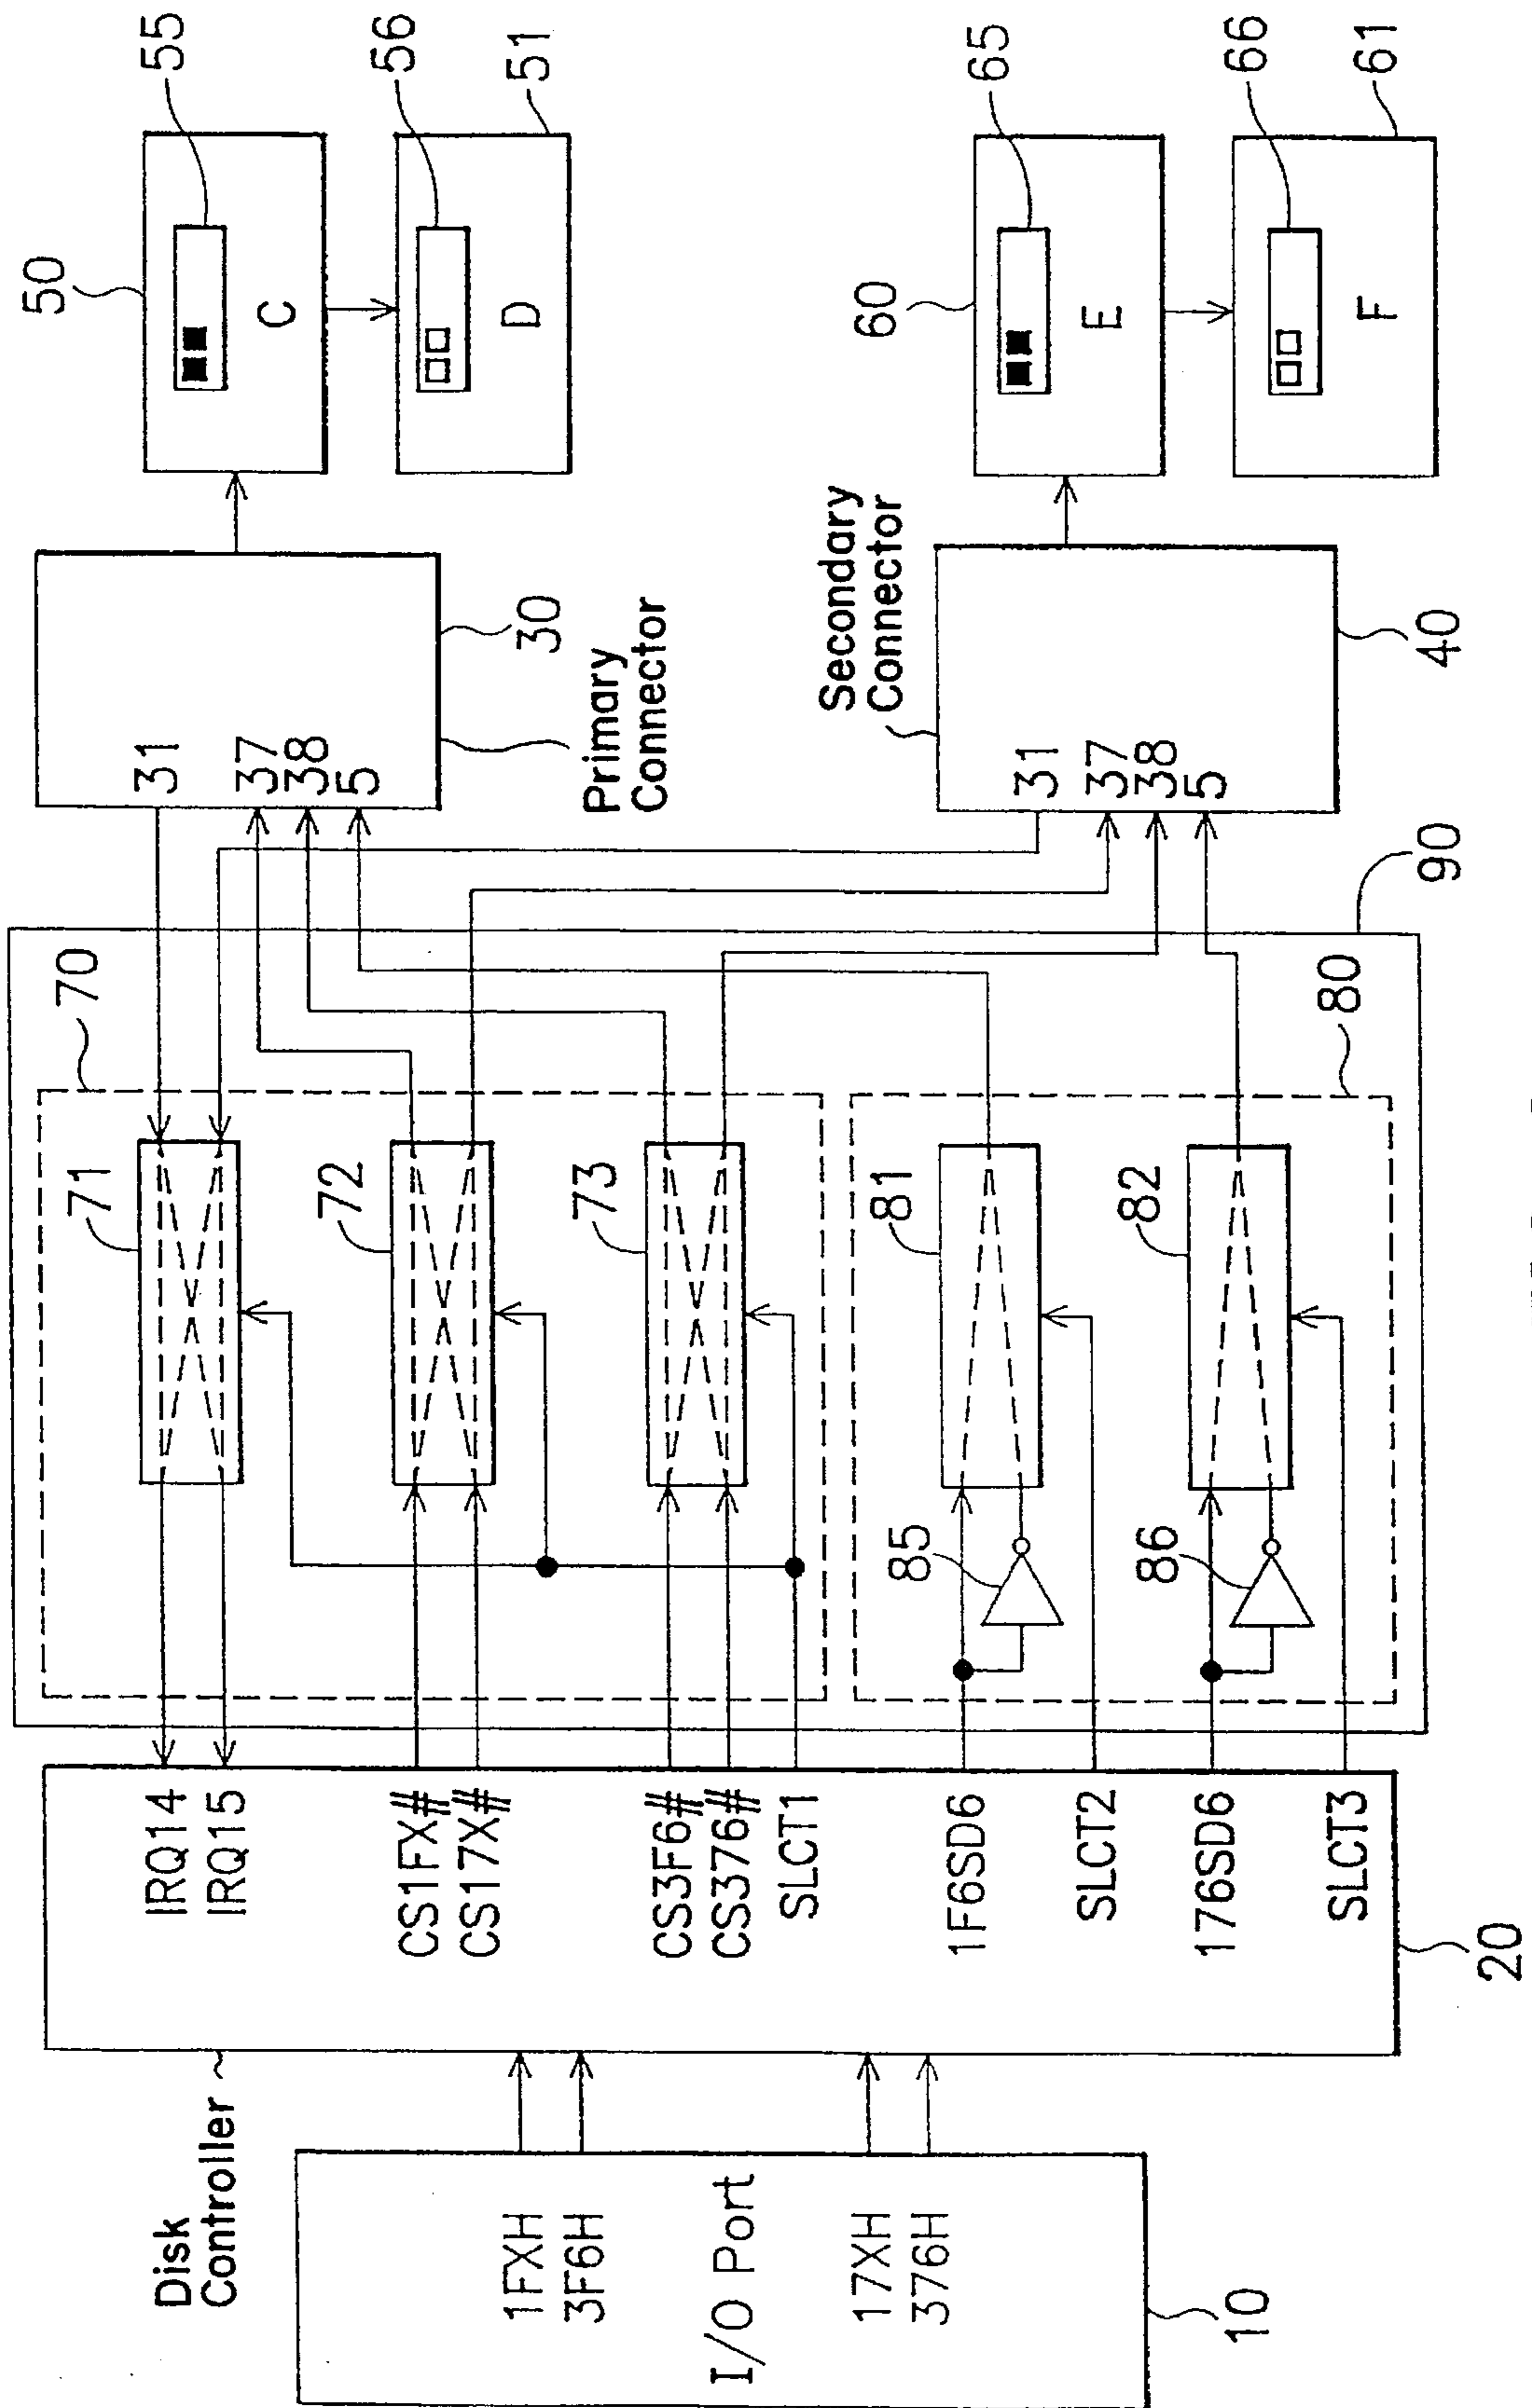 Disk
Controller
1FXH
3F6H
I/O Port
17XH
376H
10
IRQ14
IRQ15
CS1FX#
CS17X#
CS3F6#
CS376#
SLCT1
1F6SD6
SLCT2
176SD6
SLCT3
20
70
71
72
73
80
81
82
85
86
90
31
37
38
5
30
Primary
Connector
Secondary
Connector
31
37
38
5
40
50
C
55
D
56
51
60
E
65
F
66
61